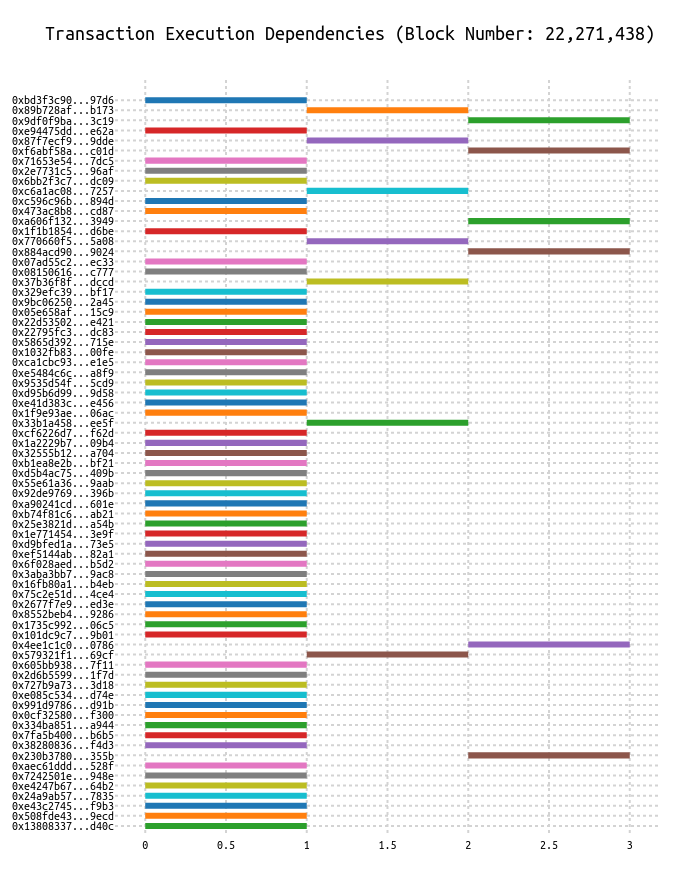 Transaction Execution Dependencies (Block Number: 22,271,438)
0xbd3f3c90...97d6
0x89b728af...b173
0x9df0f9ba...3c19
0xe94475dd...e62a
0x87f7ecf9...9dde
0xf6abf58a...c01d
0x71653e54...7dc5
0x2e7731c5...96af
0x6bb2f3c7...dc09
0xc6a1ac08...7257
0xc596c96b...894d
0x473ac8b8...cd87
0xa606f132...3949
0x1f1b1854...d6be
0x770660f5...5a08
0x884acd90...9024
0x07ad55c2...ec33
0x08150616...c777
0x37b36f8f...dccd
0x329efc39...bf17
0x9bc06250...2a45
0x05e658af...15c9
0x22d53502...e421
0x22795fc3...dc83
0x5865d392...715e
0x1032fb83...00fe
0xca1cbc93...e1e5
0xe5484c6c...a8f9
0x9535d54f...5cd9
0xd95b6d99...9d58
0xe41d383c...e456
0x1f9e93ae...06ac
0x33b1a458...ee5f
0xcf6226d7...f62d
0x1a2229b7...09b4
0x32555b12...a704
0xb1ea8e2b...bf21
0xd5b4ac75...409b
0x55e61a36...9aab
0x92de9769...396b
0xa90241cd...601e
0xb74f81c6...ab21
0x25e3821d...a54b
0x1e771454...3e9f
0xd9bfed1a...73e5
0xef5144ab...82a1
0x6f028aed...b5d2
0x3aba3bb7...9ac8
0x16fb80a1...b4eb
0x75c2e51d...4ce4
0x2677f7e9...ed3e
0x8552beb4...9286
0x1735c992...06c5
0x101dc9c7...9b01
0x4ee1c1c0...0786
0x579321f1...69cf
0x605bb938...7f11
0x2d6b5599...1f7d
0x727b9a73...3d18
0xe085c534...d74e
0x991d9786...d91b
0x0cf32580...f300
0x334ba851...a944
0x7fa5b400...b6b5
0x38280836...f4d3
0x230b3780...355b
0xaec61ddd...528f
0x7242501e...948e
0xe4247b67...64b2
0x24a9ab57...7835
0xe43c2745...f9b3
0x508fde43...9ecd
0x13808337...d40c
0 0.5 1 1.5 2 2.5 3